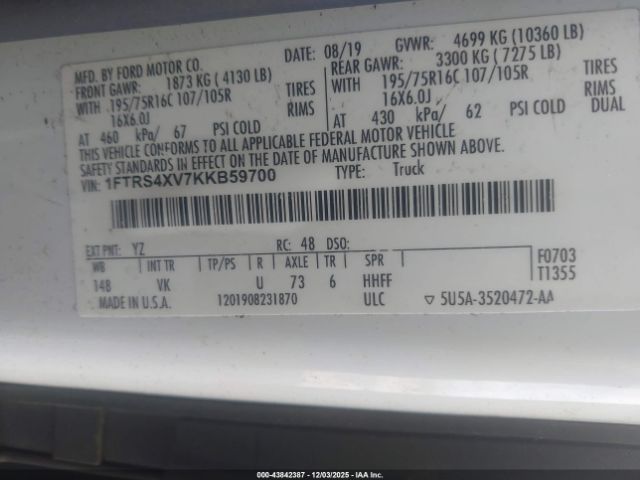 MFD. BY FORD MOTOR CO. DATE: 08/19 GVWR: 4699 KG (10360 LB)
FRONT GAWR: 1873 KG (4130 LB) REAR GAWR: 3300 KG (7275 LB)
WITH 195/75R16C 107/105R TIRES WITH 195/75R16C 107/105R TIRES
16X6.0J RIMS 16X6.0J RIMS
AT 460 kPa/ 67 PSI COLD AT 430 kPa/ 62 PSI COLD DUAL
THIS VEHICLE CONFORMS TO ALL APPLICABLE FEDERAL MOTOR VEHICLE
SAFETY STANDARDS IN EFFECT ON THE DATE OF MANUFACTURE SHOWN ABOVE.
VIN: 1FTRS4XV7KKB59700 TYPE: Truck
EXT PNT: YZ RC: 48 DSO: F0703
WB INT TR TP/PS R AXLE TR SPR T1355
148 VK U 73 6 HHFF
MADE IN U.S.A. 1201908231870 ULC ▽ 5U5A-3520472-AA
000-43842387 - 12/03/2025 - IAAI.COM